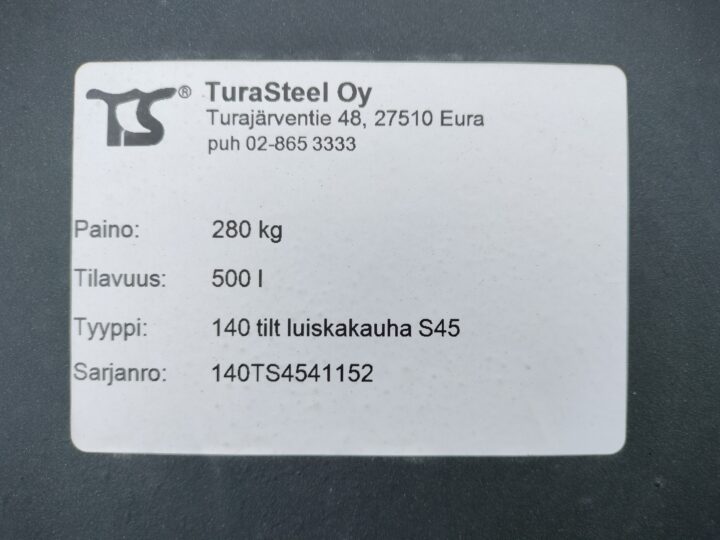 TS® TuraSteel Oy
Turajärventie 48, 27510 Eura
puh 02-865 3333
Paino: 280 kg
Tilavuus: 500 l
Tyyppi: 140 tilt luiskakauha S45
Sarjanro: 140TS4541152